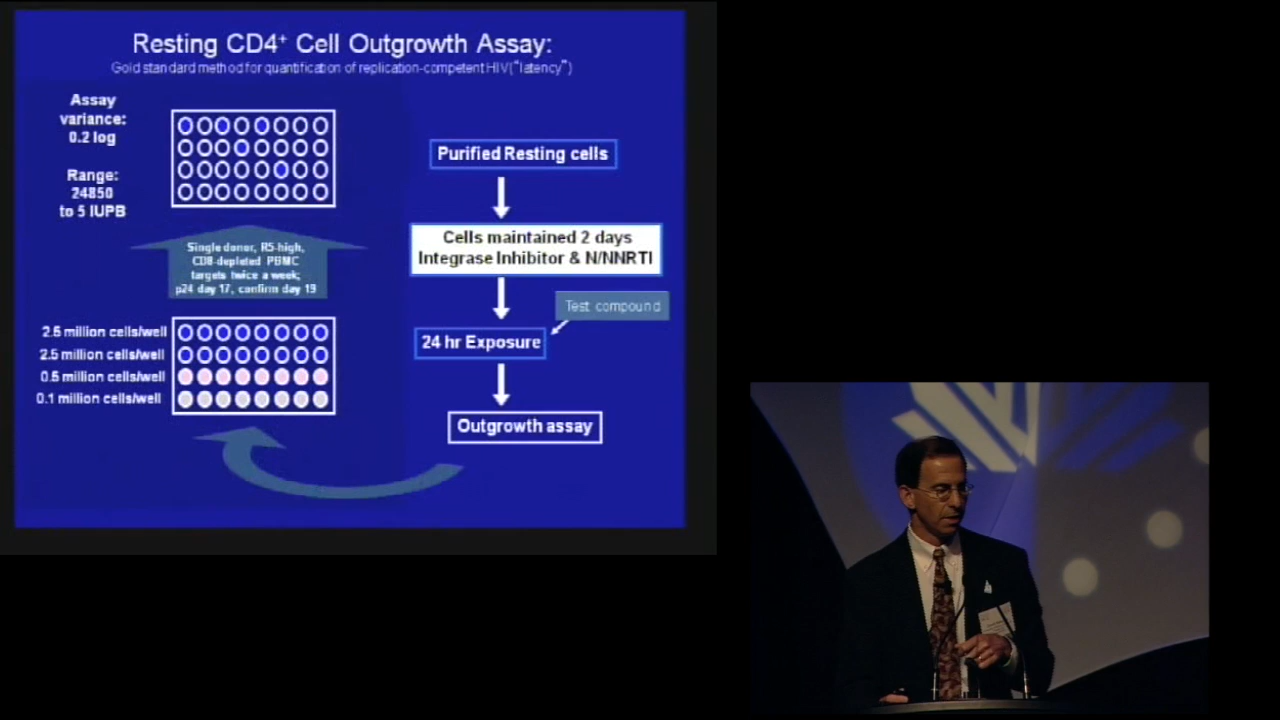 Resting CD4⁺ Cell Outgrowth Assay:
Gold standard method for quantification of replication-competent HIV("latency")
Assay
variance:
0.2 log
Range:
24850
to 5 IUPB
Single donor, R5-high,
CD8-depleted PBMC
targets twice a week;
p24 day 17, confirm day 19
2.5 million cells/well
2.5 million cells/well
0.5 million cells/well
0.1 million cells/well
Purified Resting cells
Cells maintained 2 days
Integrase Inhibitor & N/NNRTI
Test compound
24 hr Exposure
Outgrowth assay